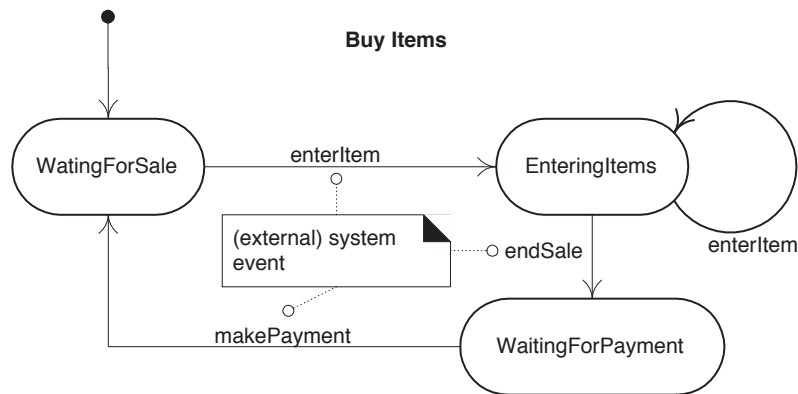 Buy Items
WatingForSale
enterItem
EnteringItems
(external) system
event
endSale
enterItem
makePayment
WaitingForPayment